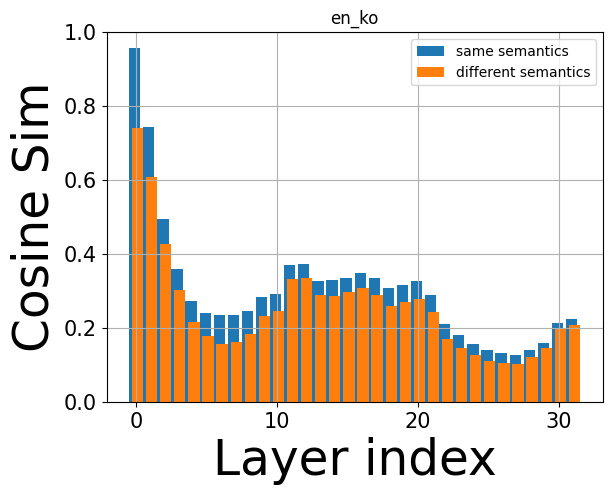 en_ko
same semantics
different semantics
Cosine Sim
1.0
0.8
0.6
0.4
0.2
0.0
0 10 20 30
Layer index